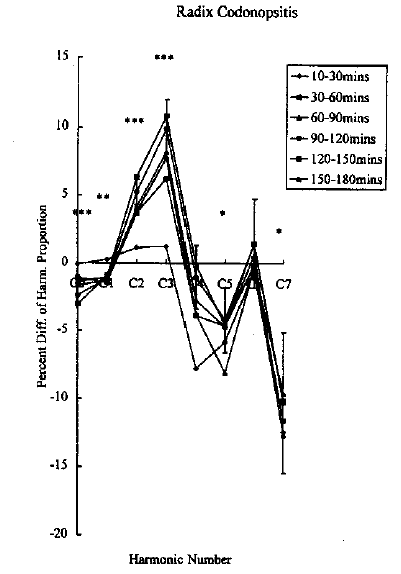 Radix Codonopsitis
15
10
5
0
-5
-10
-15
-20
Percent Diff. of Harm. Proportion
***
**
***
***
*
*
C1 C2 C3 C5 C7
10-30mins
30-60mins
60-90mins
90-120mins
120-150mins
150-180mins
Harmonic Number